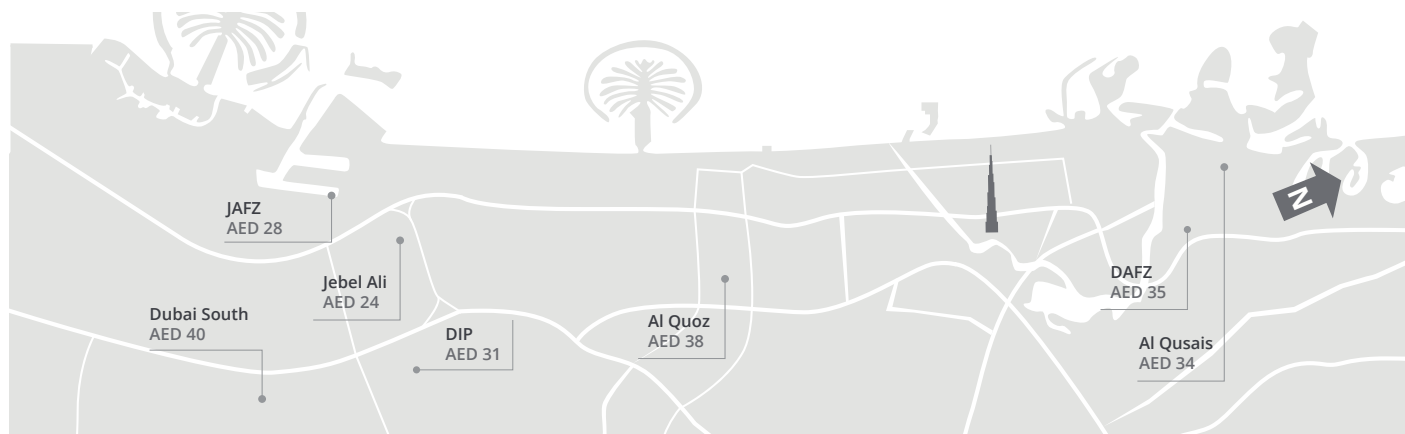 JAFZ
AED 28
Jebel Ali
AED 24
Dubai South
AED 40
DIP
AED 31
Al Quoz
AED 38
DAFZ
AED 35
Al Qusais
AED 34
N